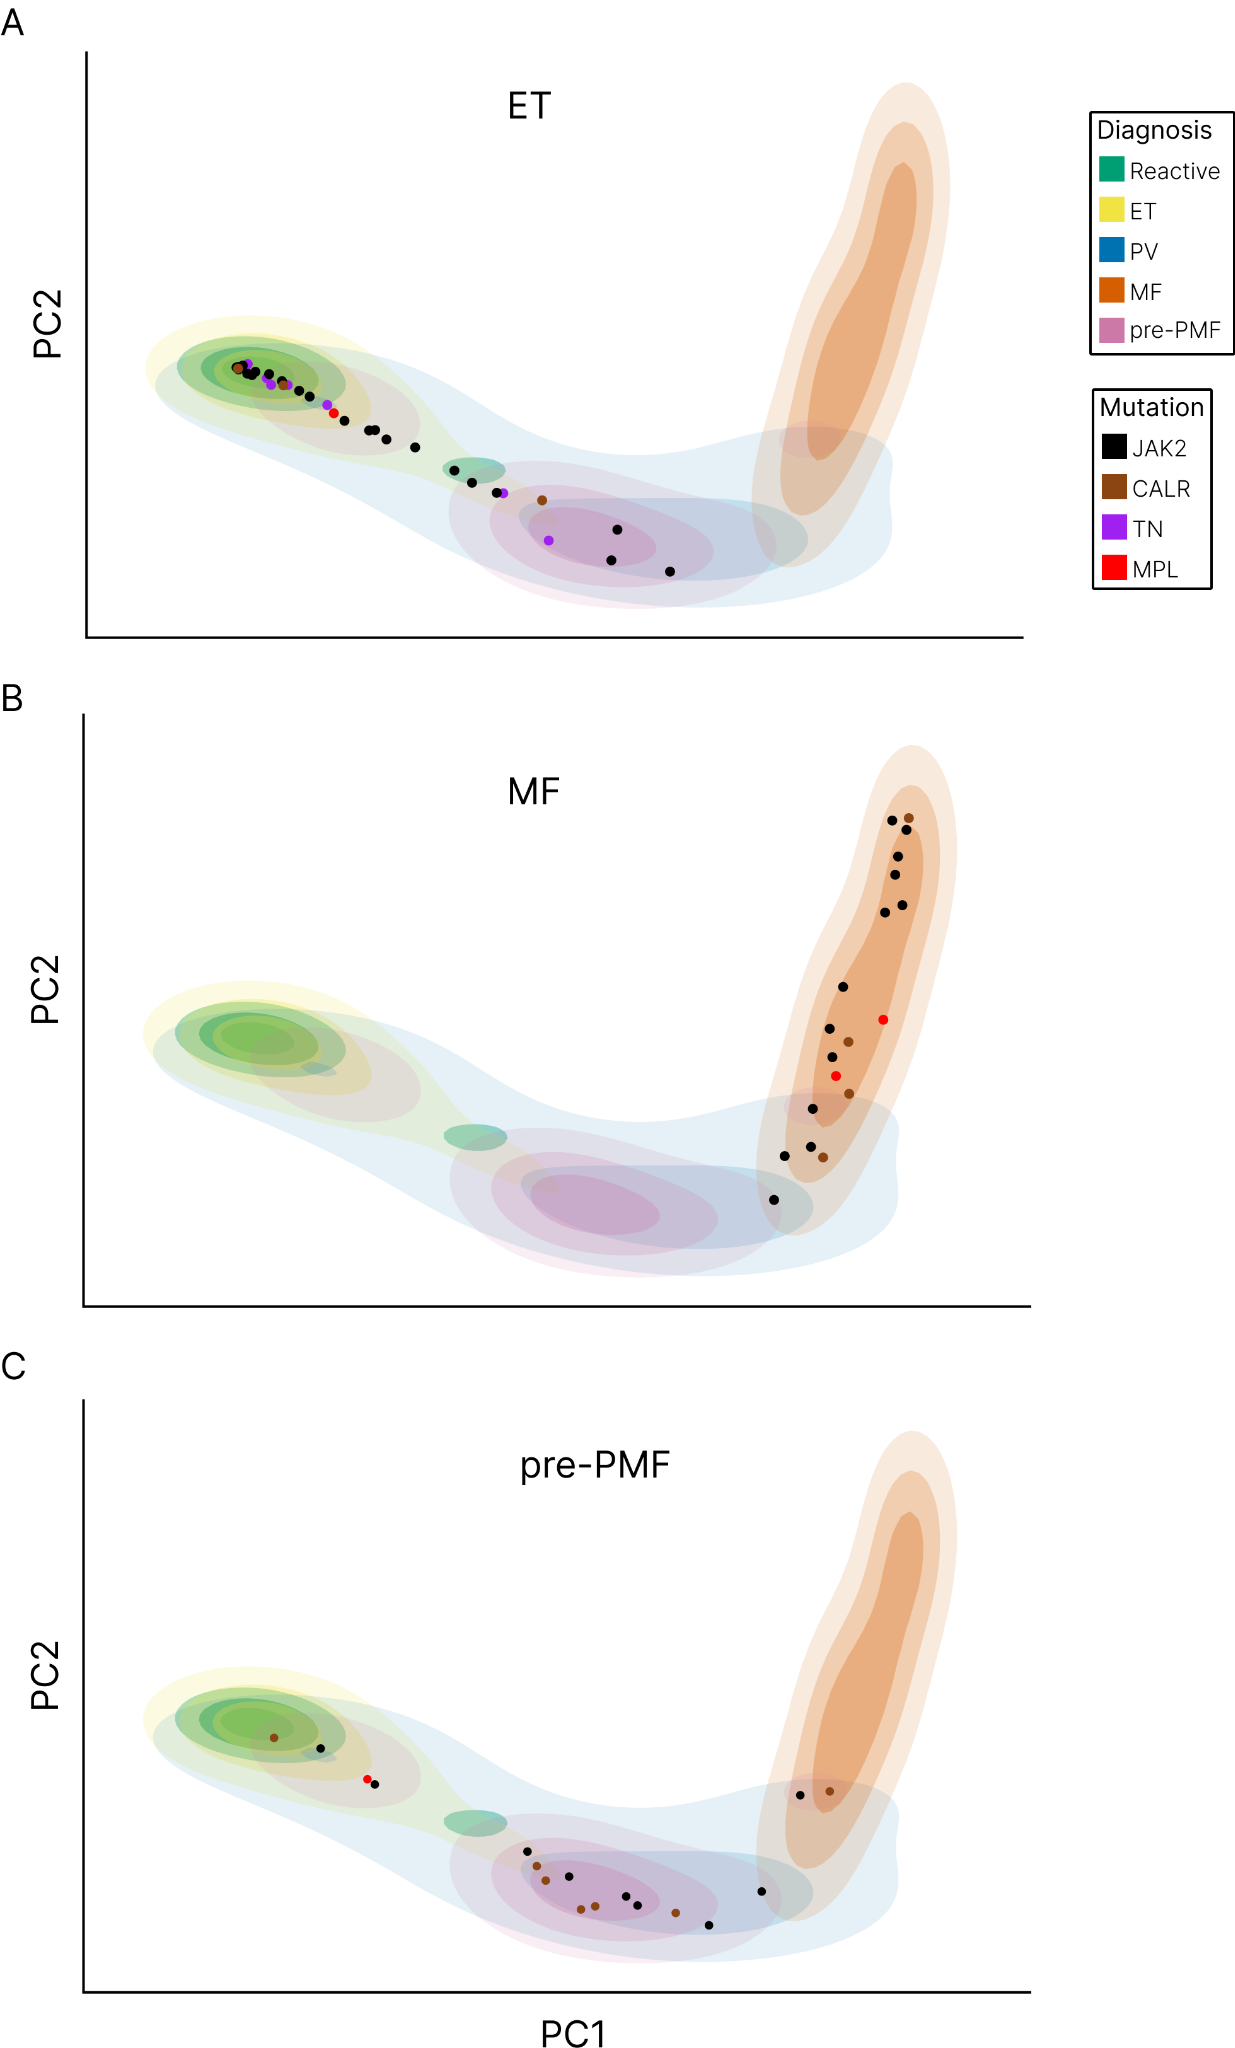 A
ET
PC2
Diagnosis
Reactive
ET
PV
MF
pre-PMF
Mutation
JAK2
CALR
TN
MPL
B
MF
PC2
C
pre-PMF
PC2
PC1